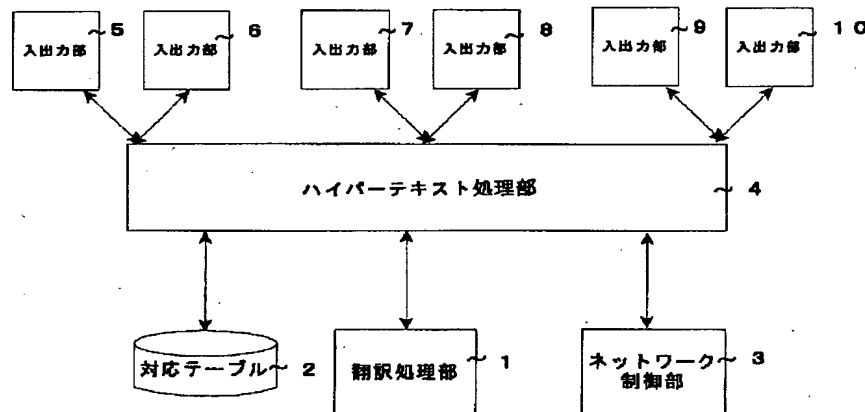 入出力部 ~5
入出力部 ~6
入出力部 ~7
入出力部 ~8
入出力部 ~9
入出力部 ~10
ハイパーテキスト処理部 ~4
対応テーブル ~2
翻訳処理部 ~1
ネットワーク ~3
制御部